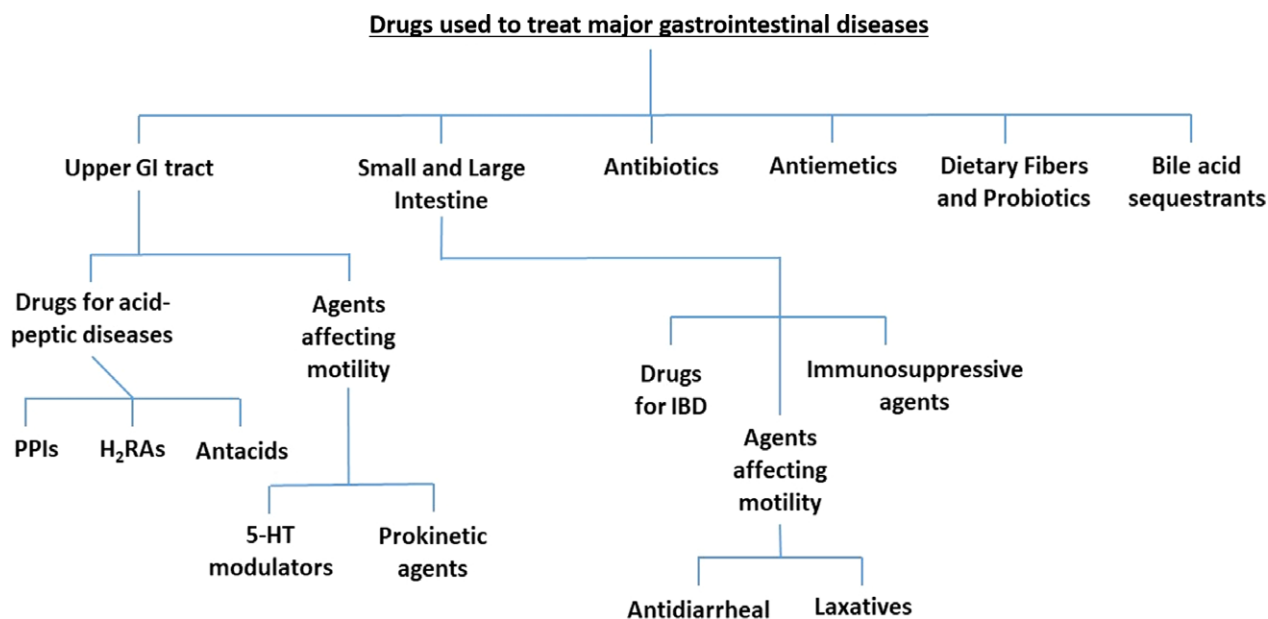 Drugs used to treat major gastrointestinal diseases
Upper GI tract
Small and Large
Intestine
Antibiotics
Antiemetics
Dietary Fibers
and Probiotics
Bile acid
sequestrants
Drugs for acid-
peptic diseases
Agents
affecting
motility
PPIs
H₂RAs
Antacids
5-HT
modulators
Prokinetic
agents
Drugs
for IBD
Immunosuppressive
agents
Agents
affecting
motility
Antidiarrheal
Laxatives